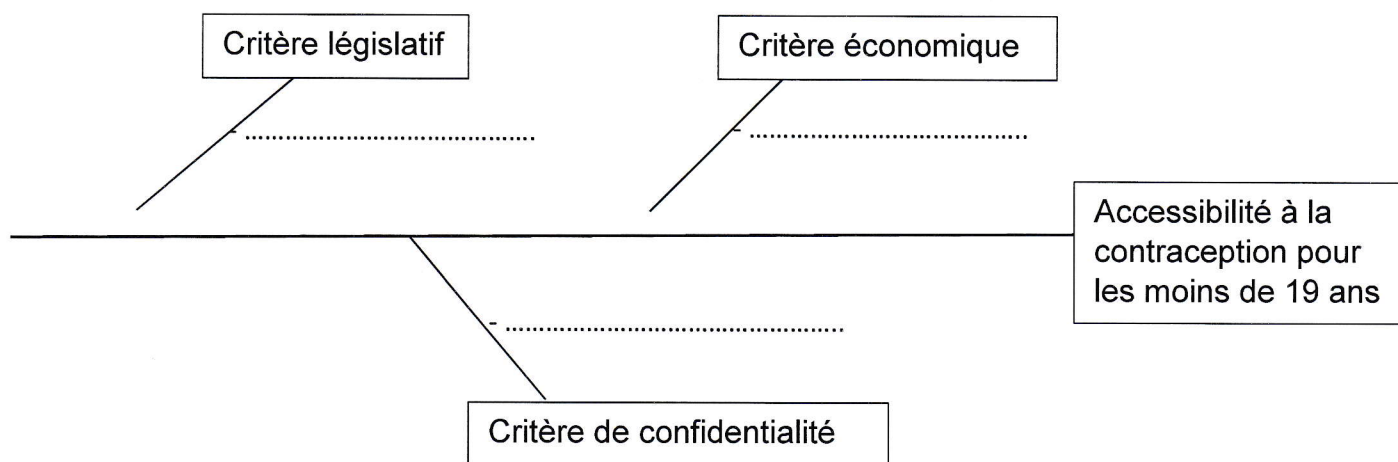 Critère législatif
Critère économique
- ..................................................
- ..................................................
Accessibilité à la
contraception pour
les moins de 19 ans
- ..................................................
Critère de confidentialité